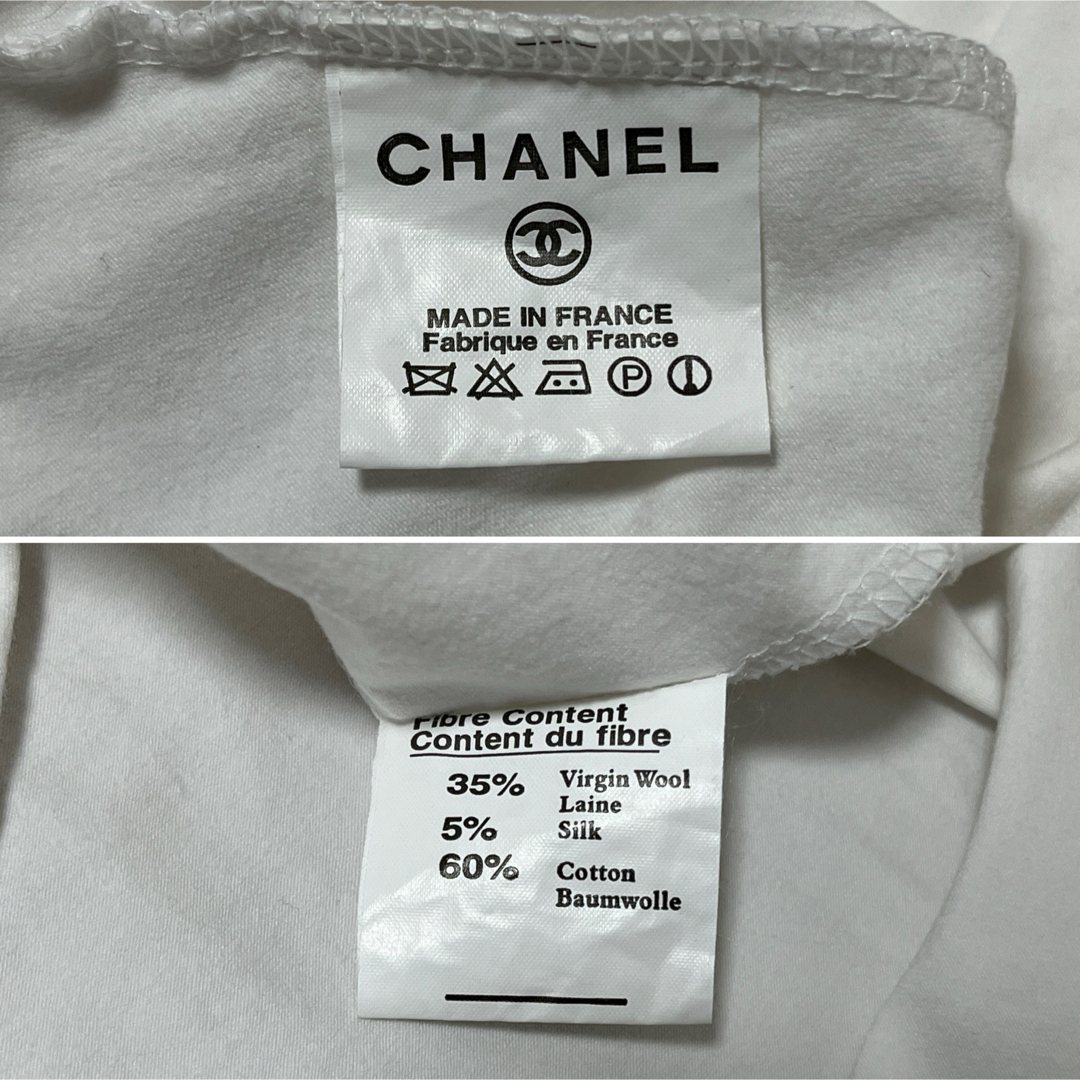 CHANEL
MADE IN FRANCE
Fabrique en France
P
Fibre Content
Content du fibre
35% Virgin Wool
Laine
5% Silk
60% Cotton
Baumwolle